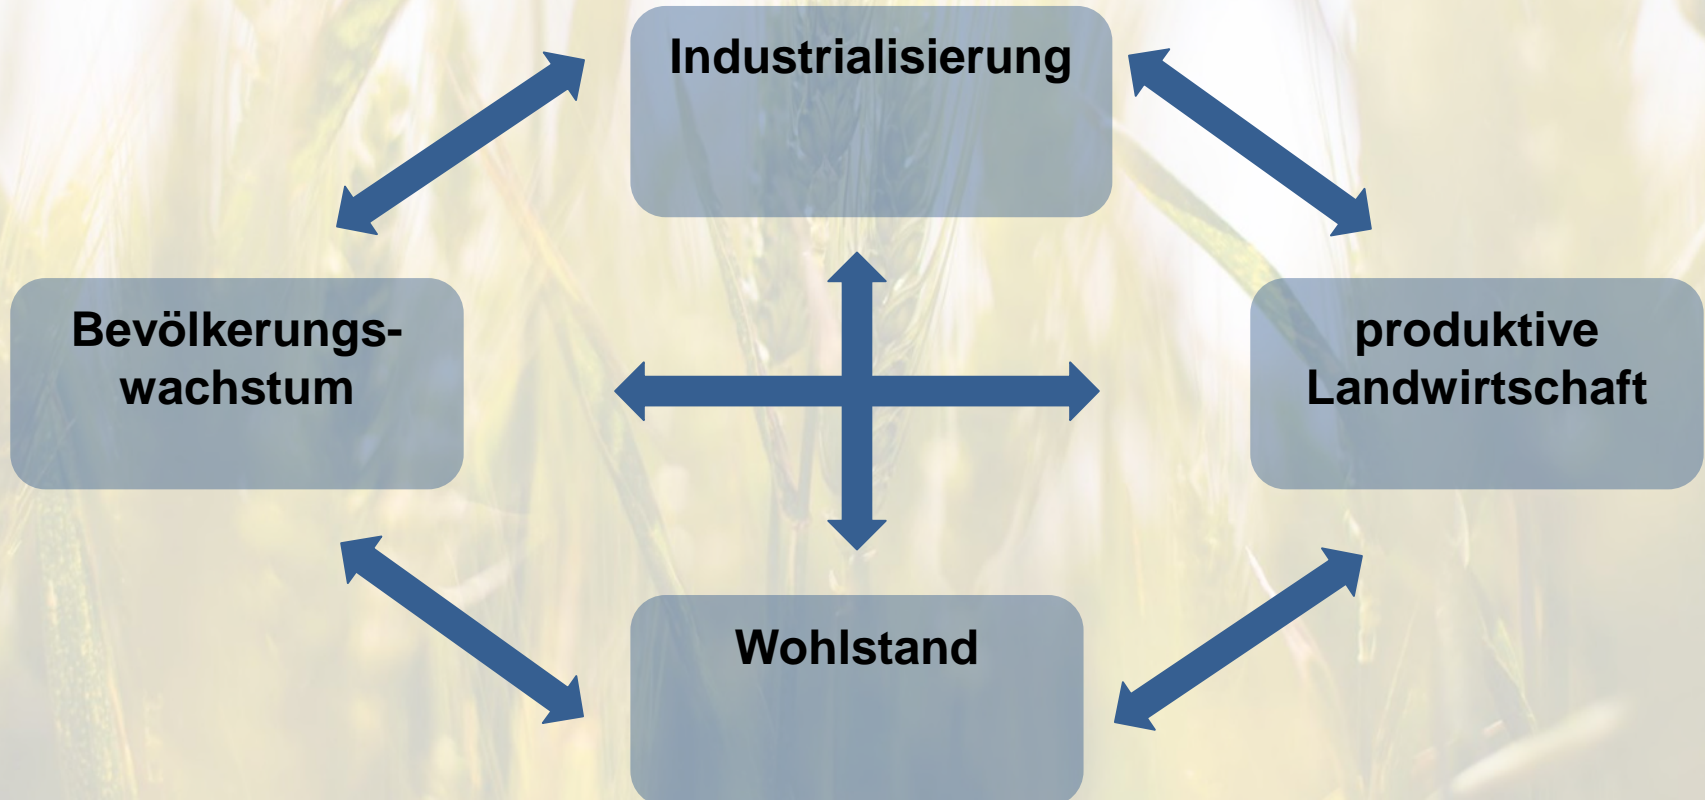 Industrialisierung
Bevölkerungs-
wachstum
produktive
Landwirtschaft
Wohlstand